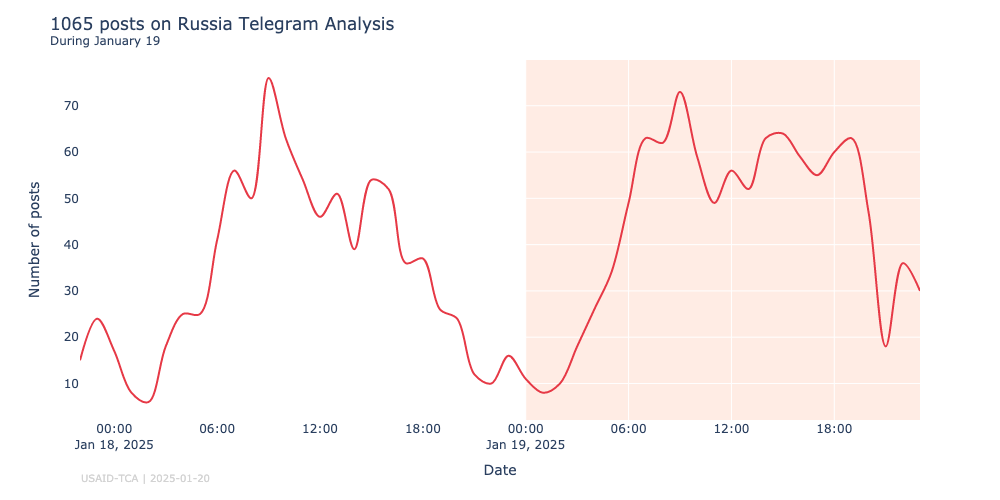 1065 posts on Russia Telegram Analysis
During January 19
Number of posts
70
60
50
40
30
20
10
00:00 06:00 12:00 18:00 00:00 06:00 12:00 18:00
Jan 18, 2025 Jan 19, 2025
Date
USAID-TCA | 2025-01-20